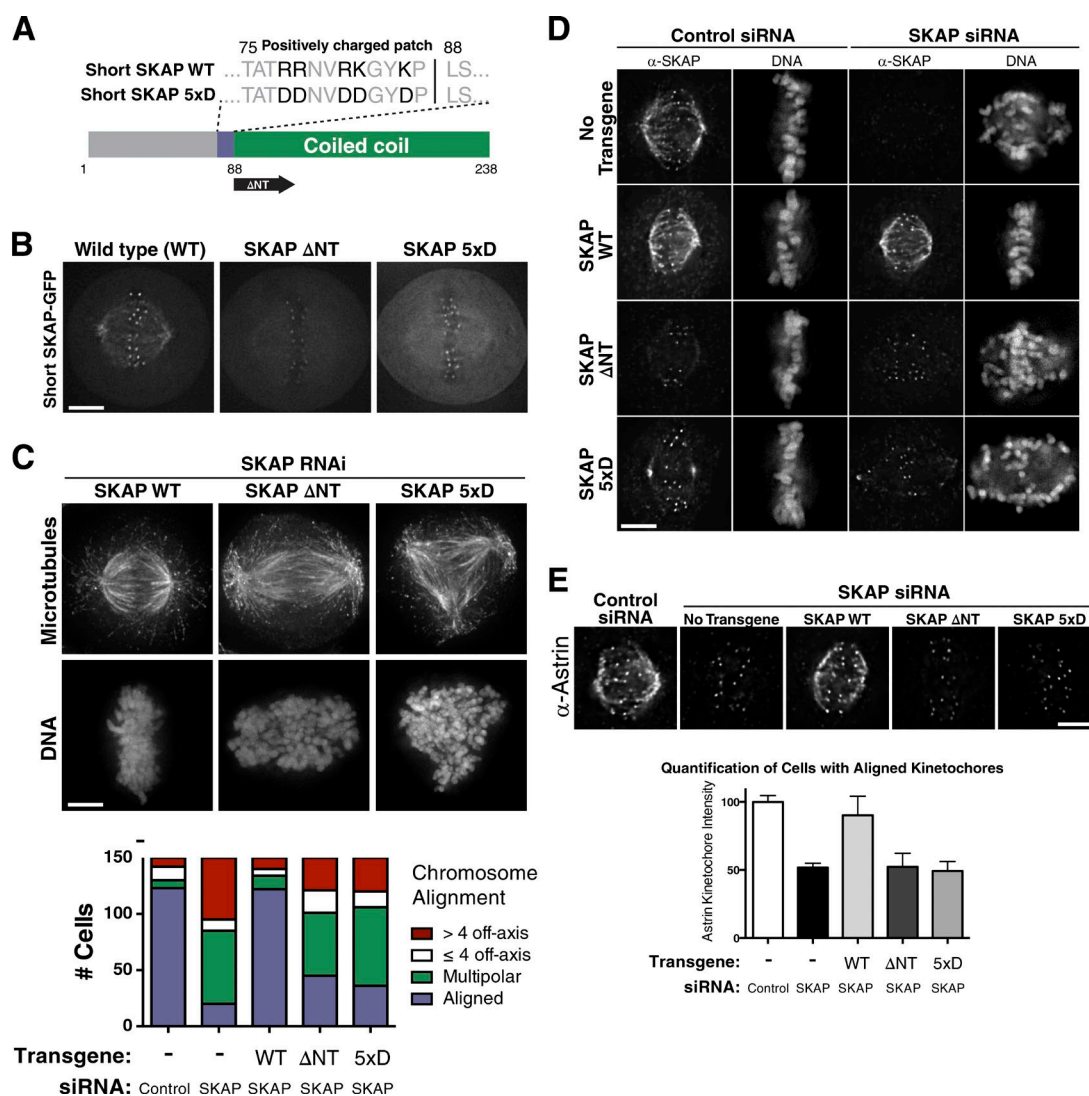 A
75 Positively charged patch 88
Short SKAP WT ...TATRRNVRKGYKP LS...
Short SKAP 5xD ...TATDDNVDDGYDP LS...
Coiled coil
1 88 238
ΔNT
B
Wild type (WT) SKAP ΔNT SKAP 5xD
Short SKAP-GFP
C
SKAP RNAi
SKAP WT SKAP ΔNT SKAP 5xD
Microtubules
DNA
150
100
50
0
# Cells
Chromosome
Alignment
> 4 off-axis
≤ 4 off-axis
Multipolar
Aligned
Transgene: - - WT ΔNT 5xD
siRNA: Control SKAP SKAP SKAP SKAP
D
Control siRNA SKAP siRNA
α-SKAP DNA α-SKAP DNA
No
Transgene
SKAP
WT
SKAP
ΔNT
SKAP
5xD
E
Control
siRNA
SKAP siRNA
No Transgene SKAP WT SKAP ΔNT SKAP 5xD
α-Astrin
Quantification of Cells with Aligned Kinetochores
Astrin Kinetochore Intensity
100
50
0
Transgene: - - WT ΔNT 5xD
siRNA: Control SKAP SKAP SKAP SKAP